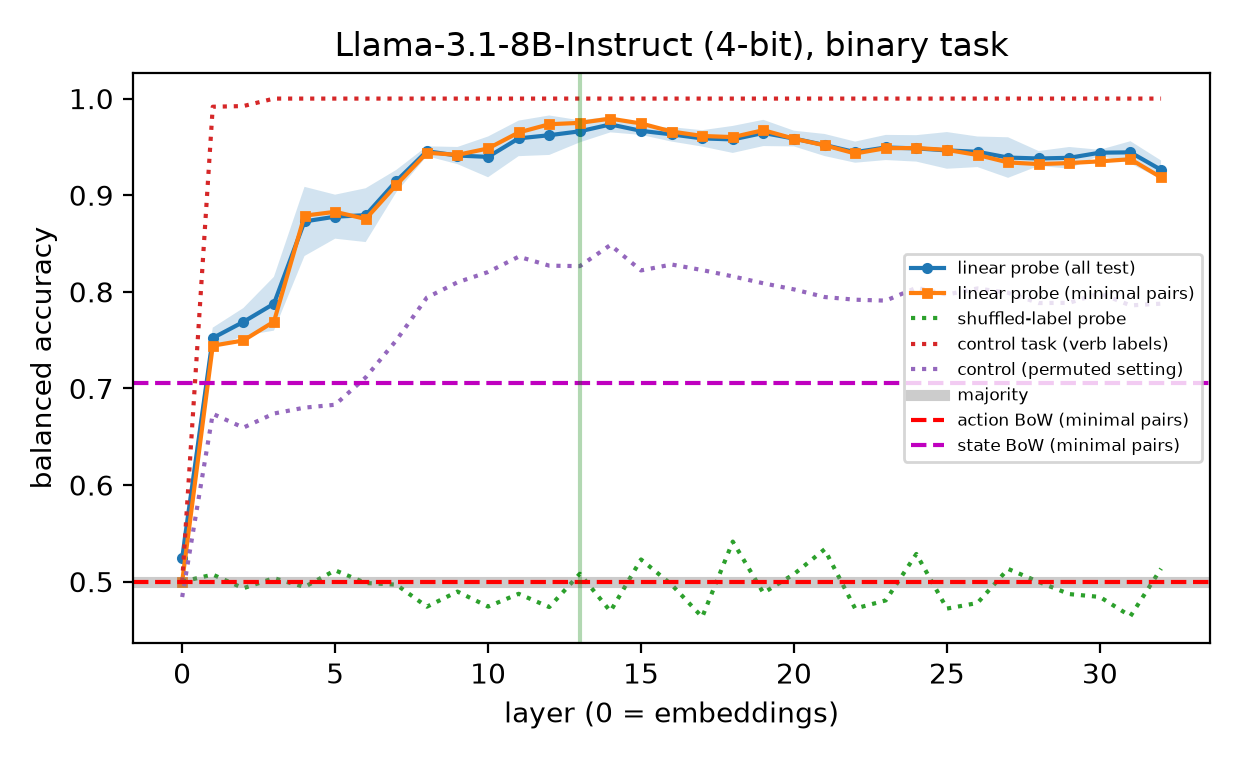 Llama-3.1-8B-Instruct (4-bit), binary task
balanced accuracy
1.0
0.9
0.8
0.7
0.6
0.5
linear probe (all test)
linear probe (minimal pairs)
shuffled-label probe
control task (verb labels)
control (permuted setting)
majority
action BoW (minimal pairs)
state BoW (minimal pairs)
0 5 10 15 20 25 30
layer (0 = embeddings)